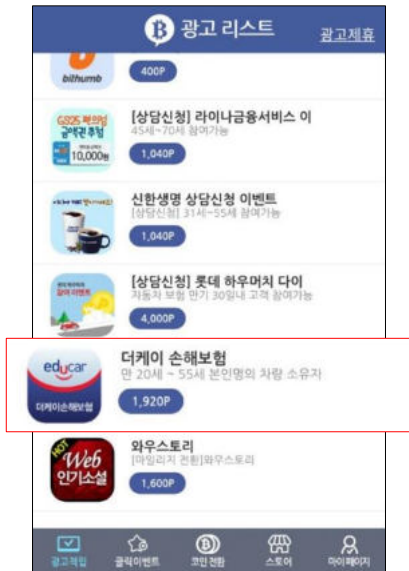 광고 리스트
광고제휴
bithumb
400P
GS25 편의점
금액권 추첨
10,000원
[상담신청] 라이나금융서비스 이
45세~70세 참여가능
1,040P
신한생명 상담신청 이벤트
[상담신청] 31세~55세 참여가능
1,040P
참여 이벤트
[상담신청] 롯데 하우머치 다이
자동차 보험 만기 30일내 고객 참여가능
4,000P
educar
더케이손해보험
더케이 손해보험
만 20세 ~ 55세 본인명의 차량 소유자
1,920P
HOT
Web
인기소설
와우스토리
[마일리지 전환]와우스토리
1,600P
광고적립
클릭이벤트
코인전환
스토어
마이페이지